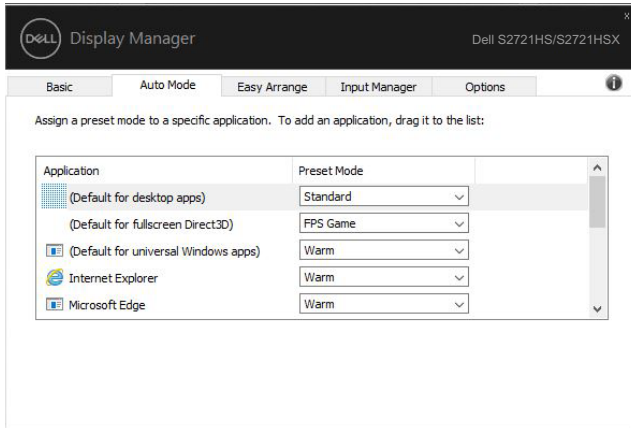 x
DELL Display Manager Dell S2721HS/S2721HSX
Basic Auto Mode Easy Arrange Input Manager Options i
Assign a preset mode to a specific application. To add an application, drag it to the list:
Application Preset Mode
(Default for desktop apps) Standard
(Default for fullscreen Direct3D) FPS Game
(Default for universal Windows apps) Warm
Internet Explorer Warm
Microsoft Edge Warm